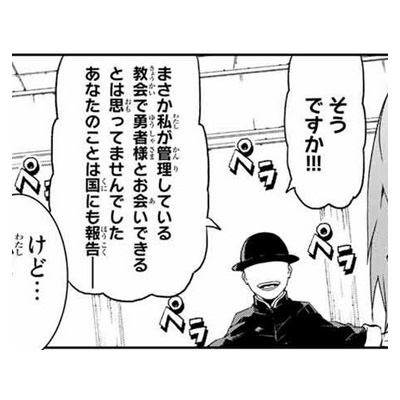 そう
ですか!!!
まさか私が管理している
教会で勇者様とお会いできる
とは思ってませんでした
あなたのことは国にも報告──
けど…
わたし
ペラ
ペラ
ペラ
ペラ